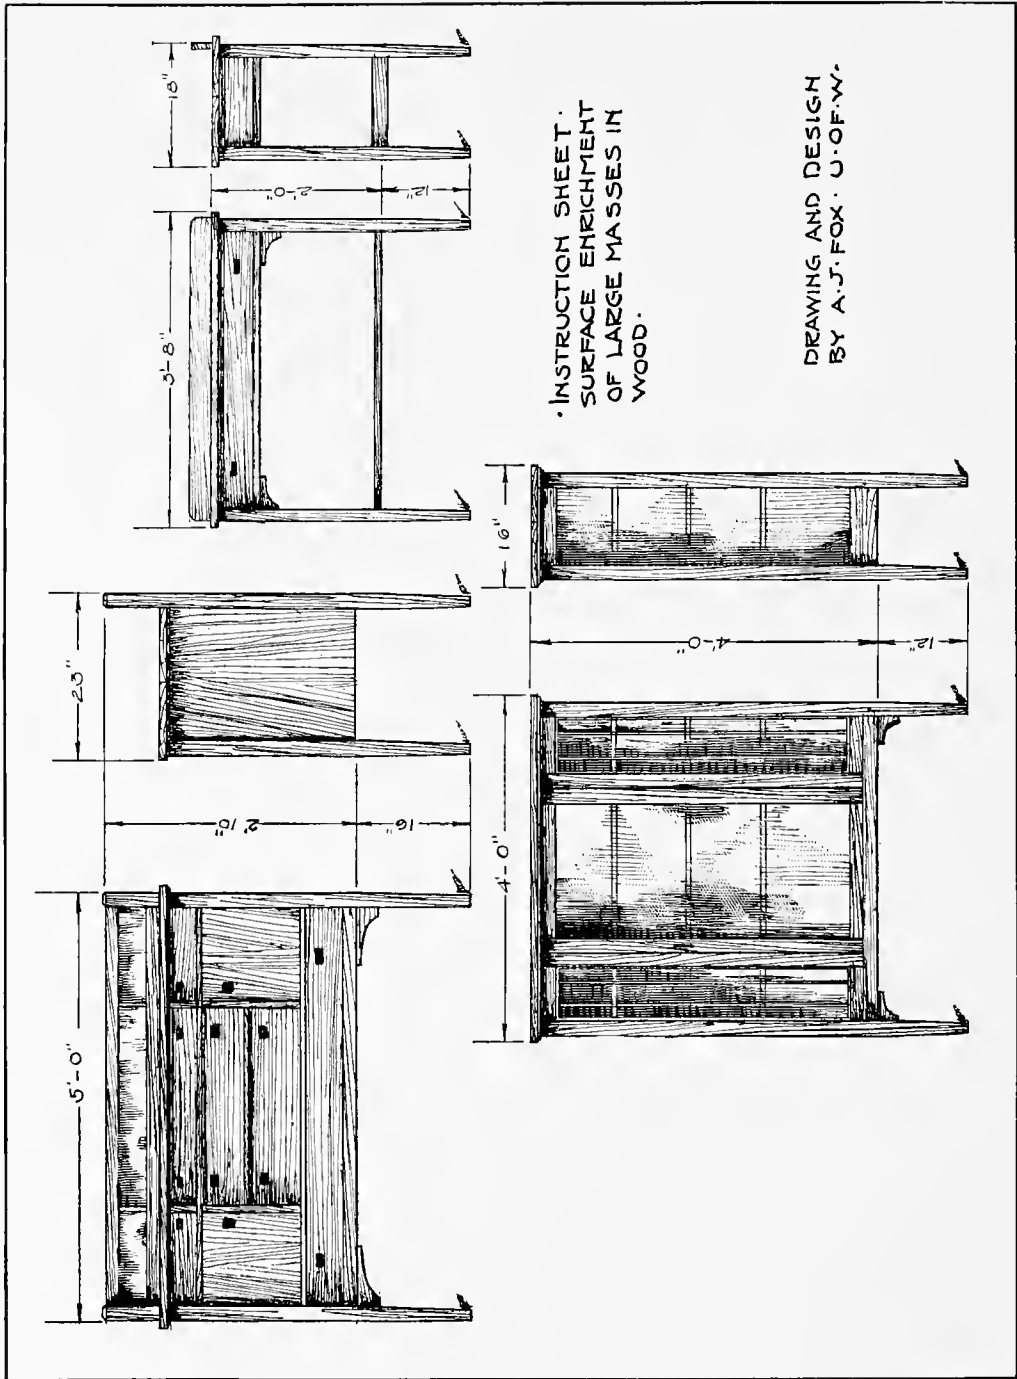 5'-0"
2'10"
16"
23"
3'-8"
18"
2'-0"
12"
4'-0"
4'-0"
12"
16"
·INSTRUCTION SHEET·
SURFACE ENRICHMENT
OF LARGE MASSES IN
WOOD·
DRAWING AND DESIGN
BY A·J·FOX· U·OF·W·